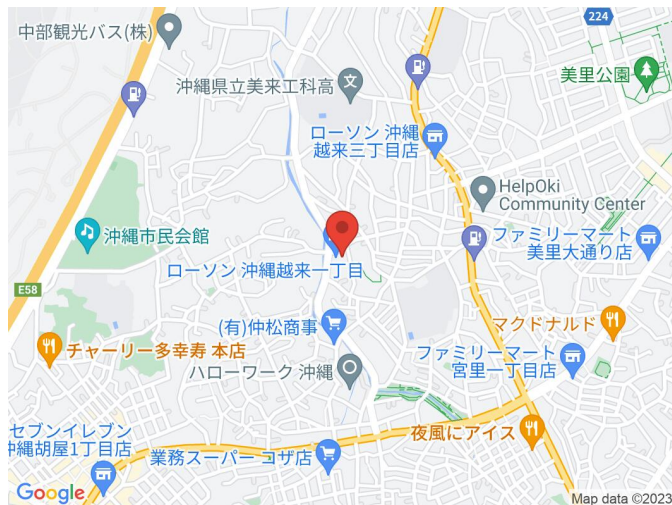 中部観光バス(株)
224
美里公園
沖縄県立美来工科高
文
ローソン 沖縄
越来三丁目店
HelpOki
Community Center
沖縄市民会館
ファミリーマート
美里大通り店
ローソン 沖縄越来一丁目
E58
(有)仲松商事
マクドナルド
チャーリー多幸寿 本店
ファミリーマート
宮里一丁目店
ハローワーク 沖縄
セブンイレブン
沖縄胡屋1丁目店
夜風にアイス
業務スーパー コザ店
Google
Map data ©2023